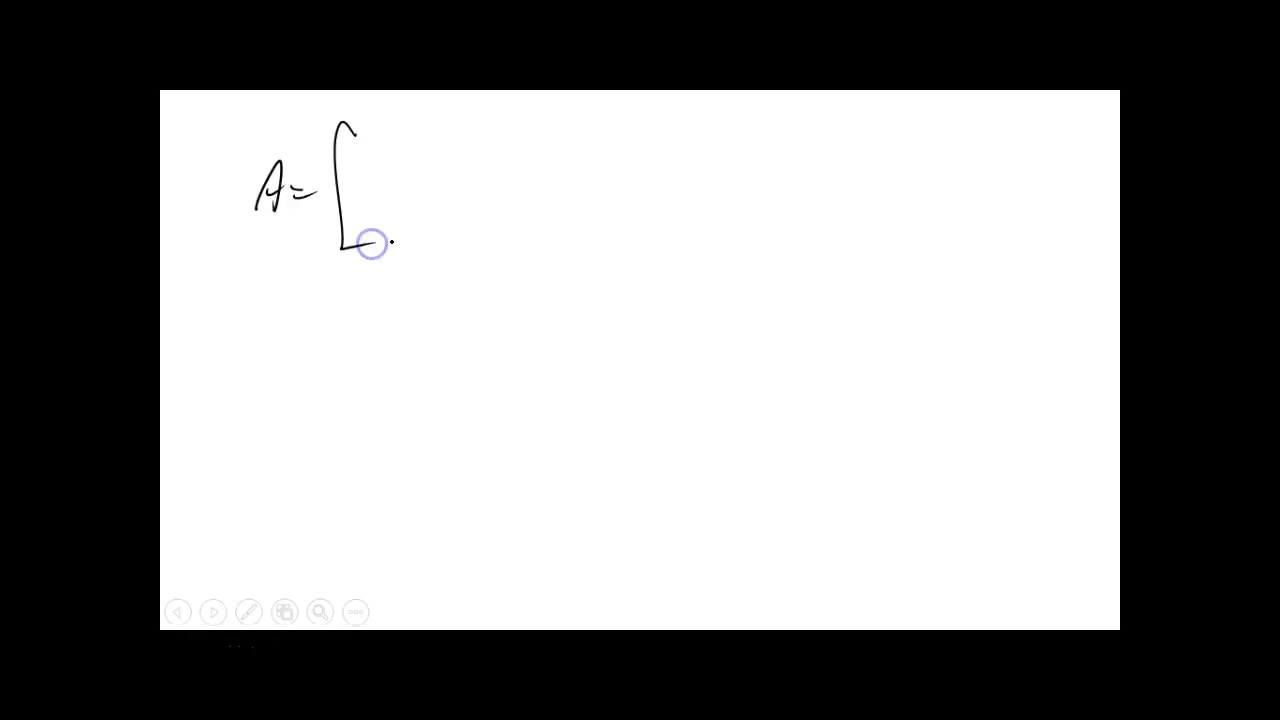 A = [